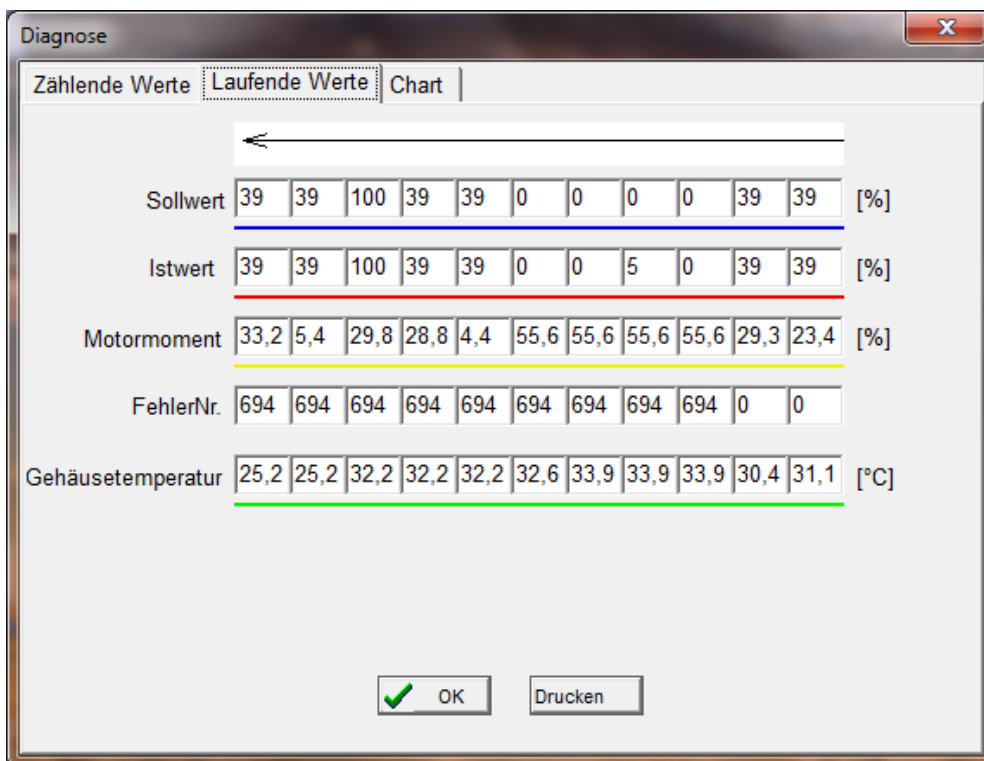 Diagnose
Zählende Werte Laufende Werte Chart
Sollwert 39 39 100 39 39 0 0 0 0 39 39 [%]
Istwert 39 39 100 39 39 0 0 5 0 39 39 [%]
Motormoment 33,2 5,4 29,8 28,8 4,4 55,6 55,6 55,6 55,6 29,3 23,4 [%]
FehlerNr. 694 694 694 694 694 694 694 694 694 0 0
Gehäusetemperatur 25,2 25,2 32,2 32,2 32,2 32,6 33,9 33,9 33,9 30,4 31,1 [°C]
OK Drucken